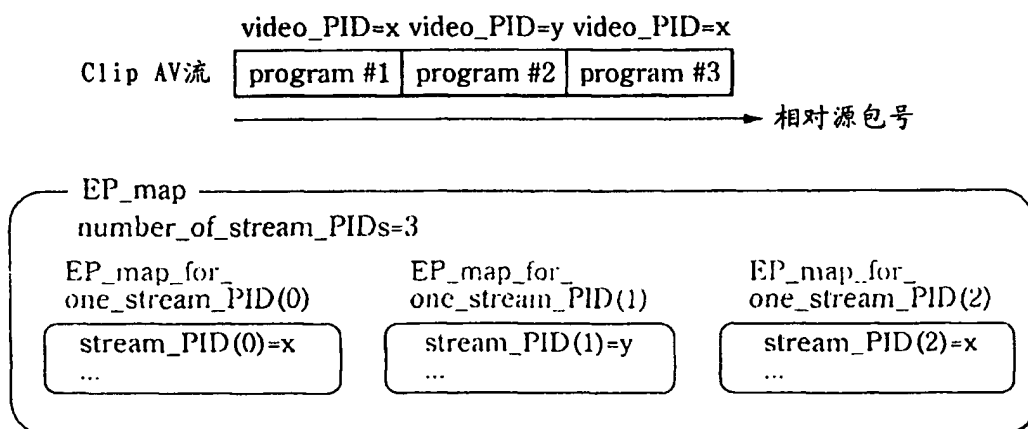 video_PID=x video_PID=y video_PID=x
Clip AV流 program #1 program #2 program #3
相对源包号
EP_map
number_of_stream_PIDs=3
EP_map_for_ EP_map_for_ EP_map_for_
one_stream_PID(0) one_stream_PID(1) one_stream_PID(2)
stream_PID(0)=x stream_PID(1)=y stream_PID(2)=x
... ... ...